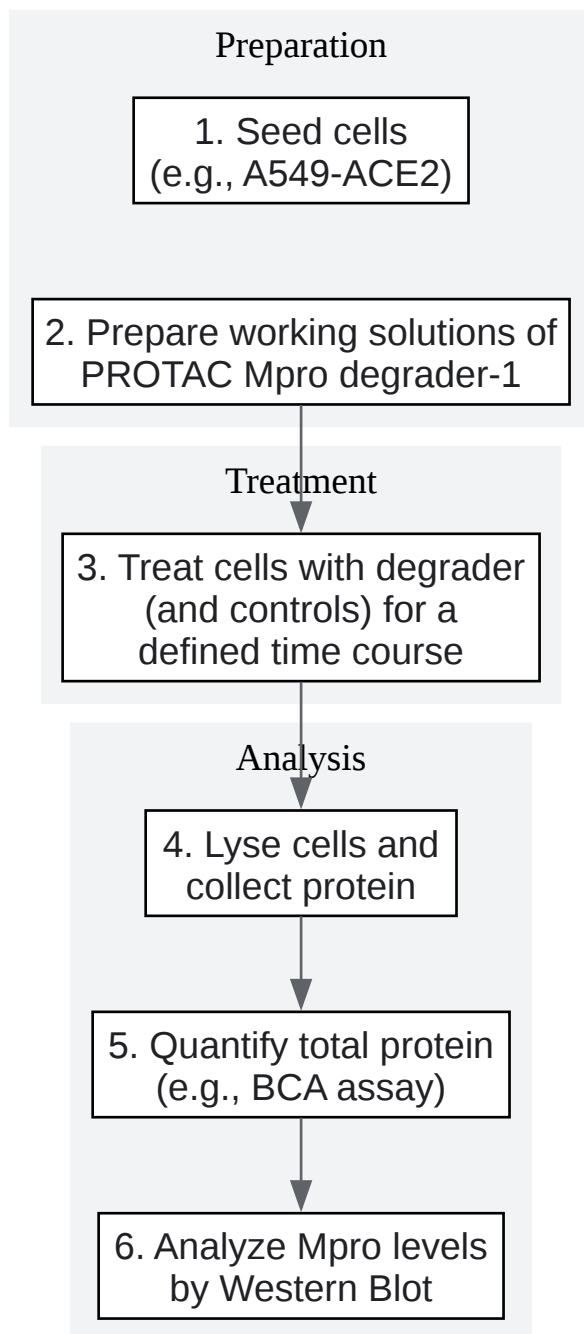 Preparation
1. Seed cells
(e.g., A549-ACE2)
2. Prepare working solutions of
PROTAC Mpro degrader-1
Treatment
3. Treat cells with degrader
(and controls) for a
defined time course
Analysis
4. Lyse cells and
collect protein
5. Quantify total protein
(e.g., BCA assay)
6. Analyze Mpro levels
by Western Blot